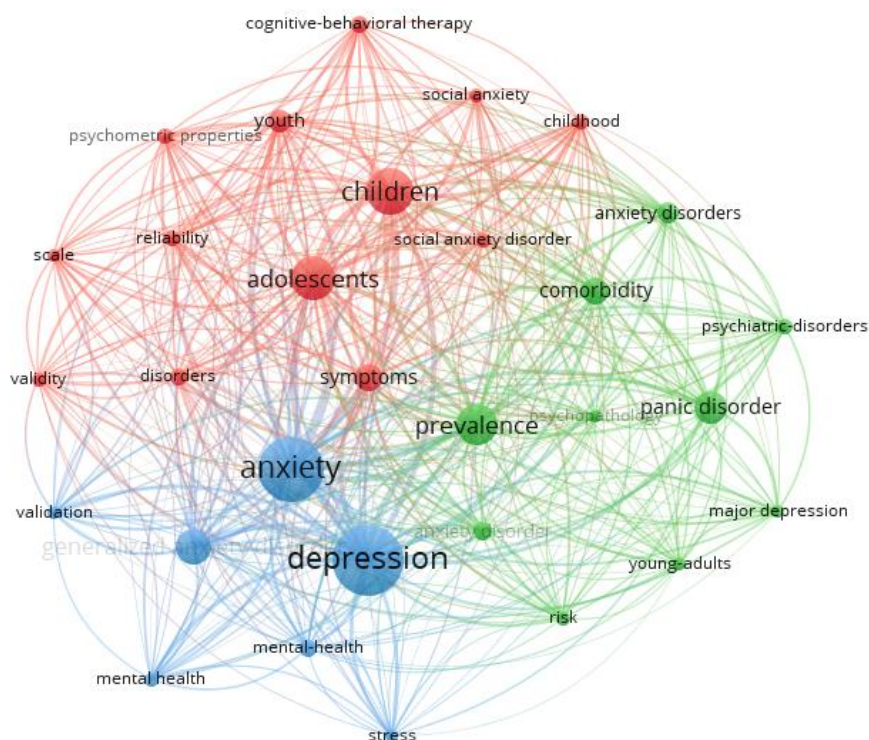 cognitive-behavioral therapy
social anxiety
youth
childhood
psychometric properties
children
anxiety disorders
reliability
social anxiety disorder
scale
adolescents
comorbidity
psychiatric-disorders
validity
disorders
symptoms
panic disorder
psychopathology
prevalence
anxiety
validation
major depression
anxiety disorder
generalized anxiety
depression
young-adults
risk
mental-health
mental health
stress